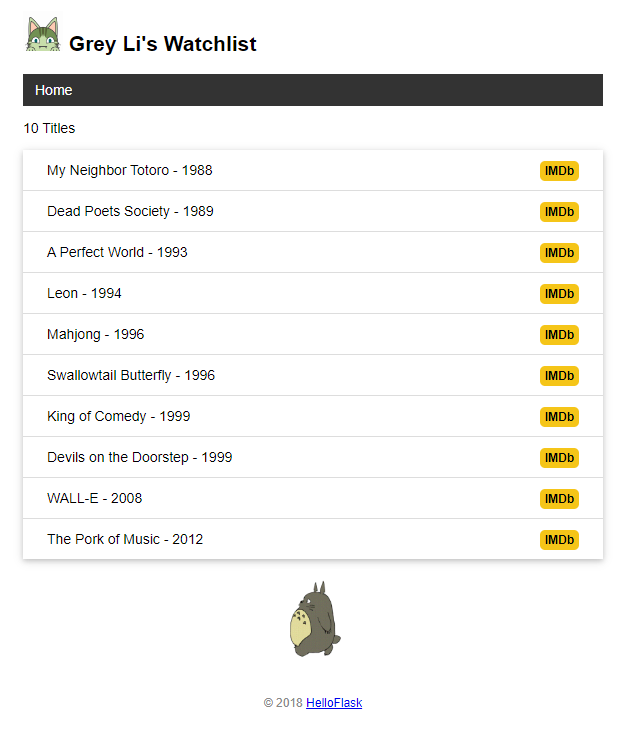 Grey Li's Watchlist
Home
10 Titles
My Neighbor Totoro - 1988 IMDb
Dead Poets Society - 1989 IMDb
A Perfect World - 1993 IMDb
Leon - 1994 IMDb
Mahjong - 1996 IMDb
Swallowtail Butterfly - 1996 IMDb
King of Comedy - 1999 IMDb
Devils on the Doorstep - 1999 IMDb
WALL-E - 2008 IMDb
The Pork of Music - 2012 IMDb
© 2018 HelloFlask